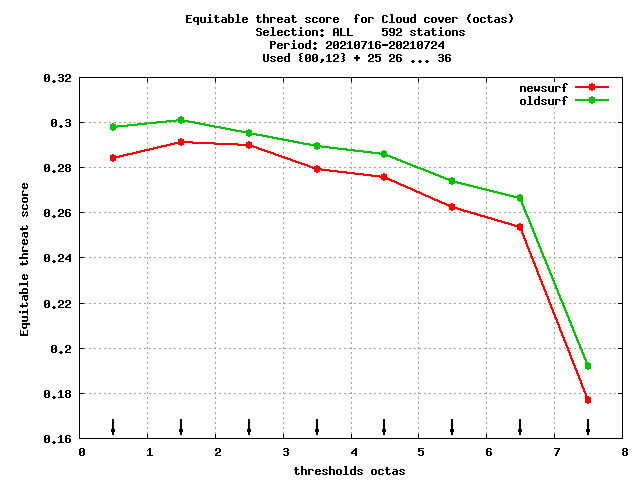 Equitable threat score  for Cloud cover (octas)
Selection: ALL    592 stations
Period: 20210716-20210724
Used {00,12} + 25 26 ... 36
newsurf
oldsurf
Equitable threat score
0.32
0.3
0.28
0.26
0.24
0.22
0.2
0.18
0.16
0 1 2 3 4 5 6 7 8
thresholds octas